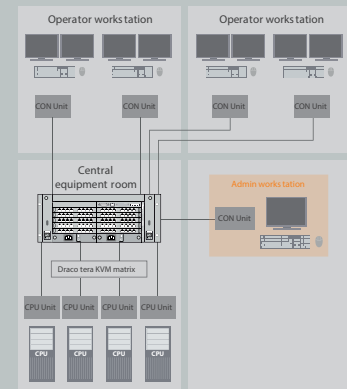 Operator workstation
Operator workstation
CON Unit
CON Unit
CON Unit
CON Unit
Central
equipment room
Admin workstation
CON Unit
Draco tera KVM matrix
CPU Unit
CPU Unit
CPU Unit
CPU Unit
CPU
CPU
CPU
CPU